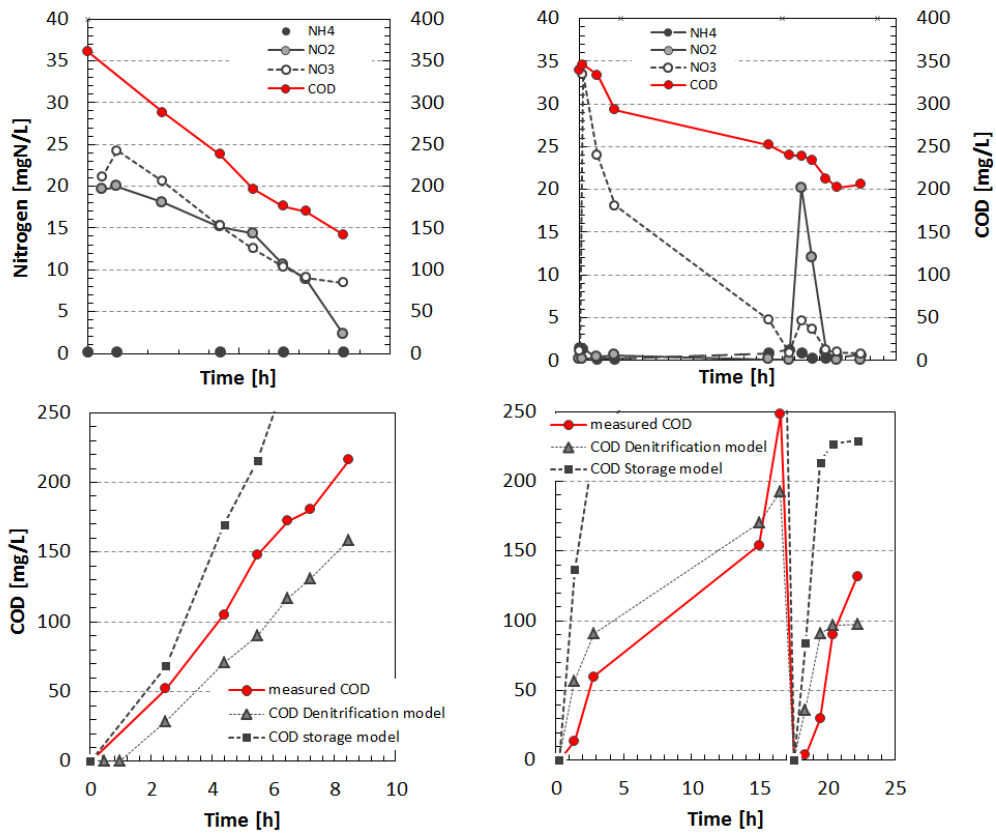 40
35
30
25
20
15
10
5
0
400
350
300
250
200
150
100
50
0
NH4
NO2
NO3
COD
Nitrogen [mgN/L]
Time [h]
40
35
30
25
20
15
10
5
0
400
350
300
250
200
150
100
50
0
NH4
NO2
NO3
COD
COD [mg/L]
Time [h]
250
200
150
100
50
0
0 2 4 6 8 10
measured COD
COD Denitrification model
COD storage model
COD [mg/L]
Time [h]
250
200
150
100
50
0
0 5 10 15 20 25
measured COD
COD Denitrification model
COD Storage model
Time [h]